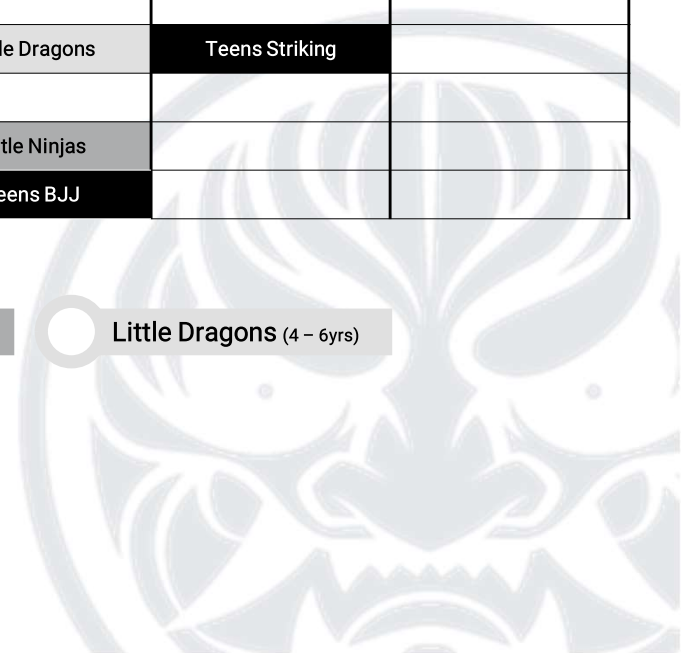 le Dragons Teens Striking
tle Ninjas
eens BJJ
Little Dragons (4 – 6yrs)